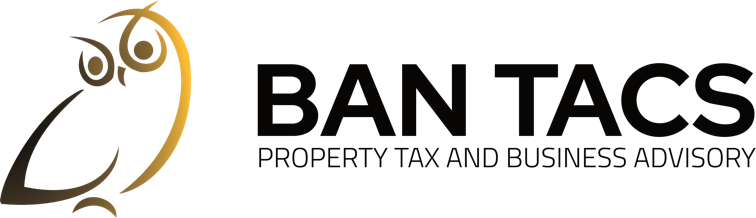 BAN TACS
PROPERTY TAX AND BUSINESS ADVISORY